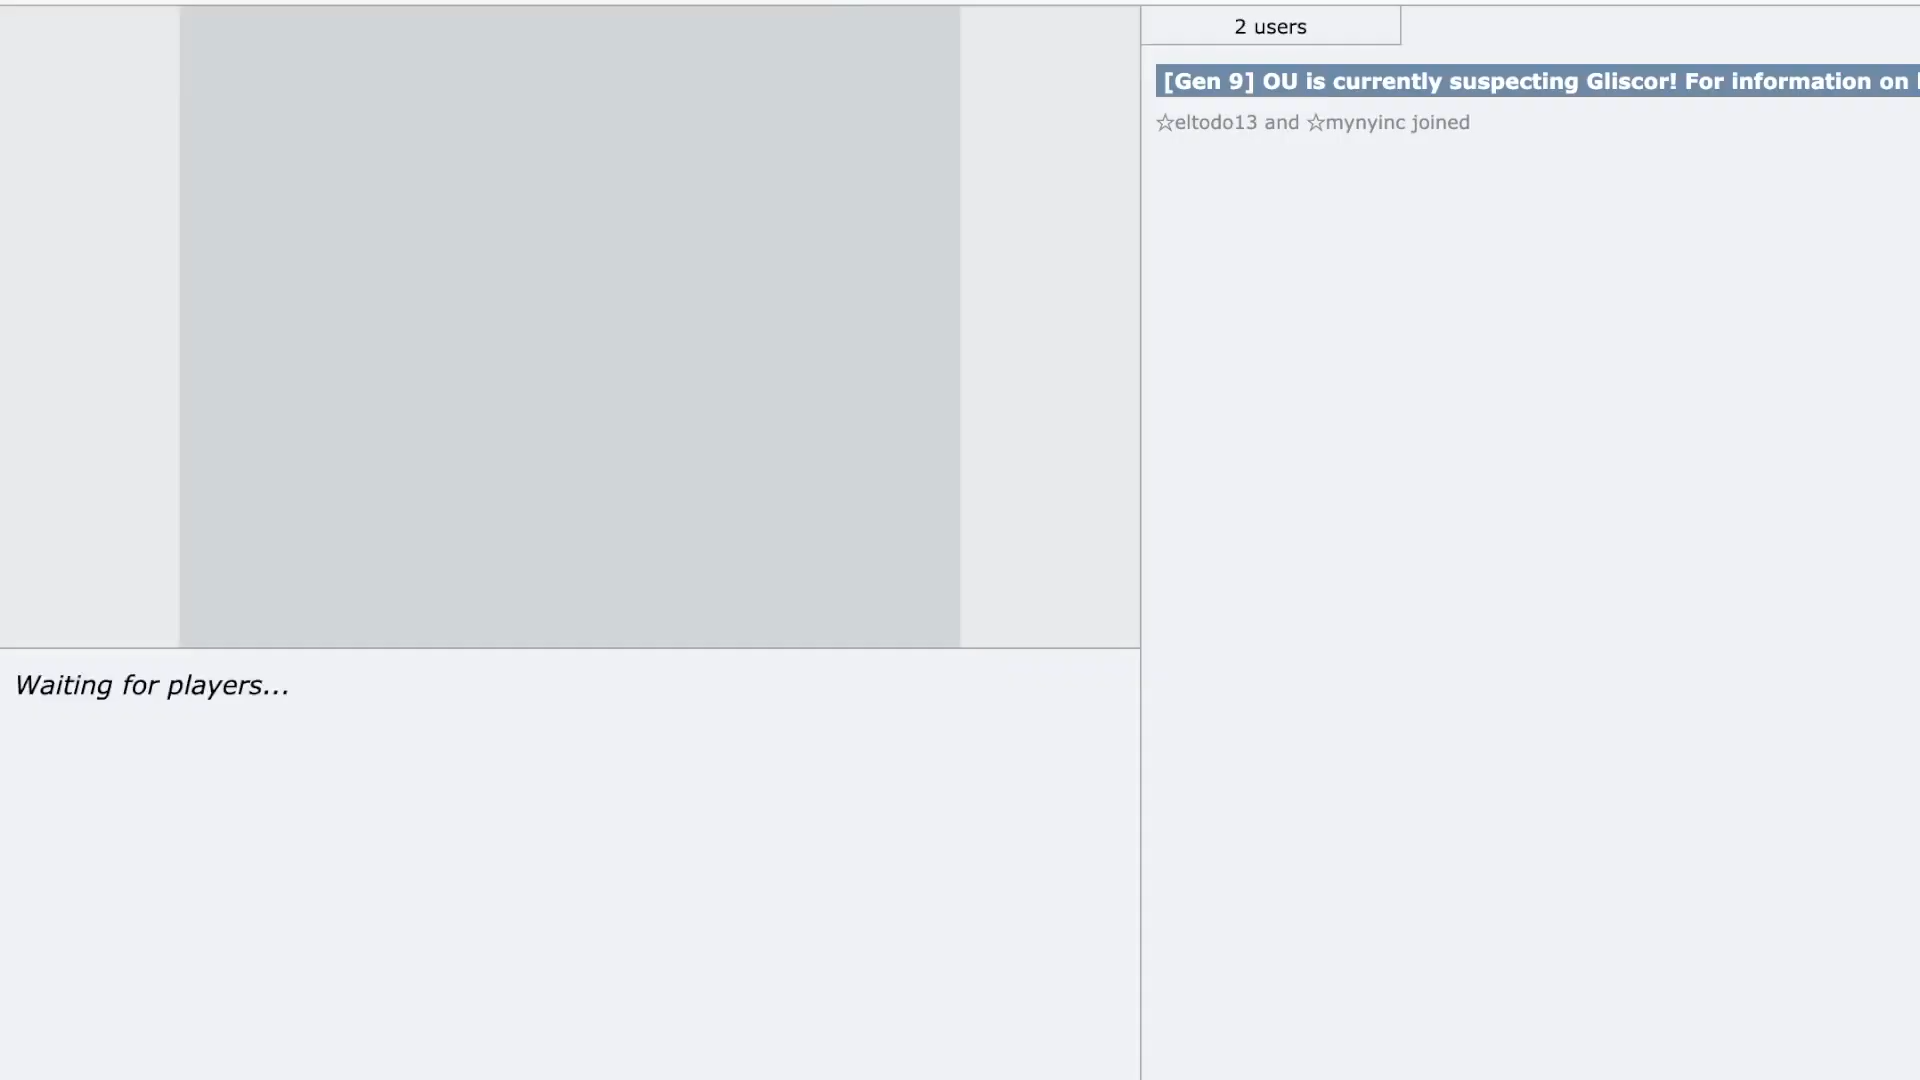 2 users
[Gen 9] OU is currently suspecting Gliscor! For information on
☆eltodo13 and ☆mynyinc joined
Waiting for players...